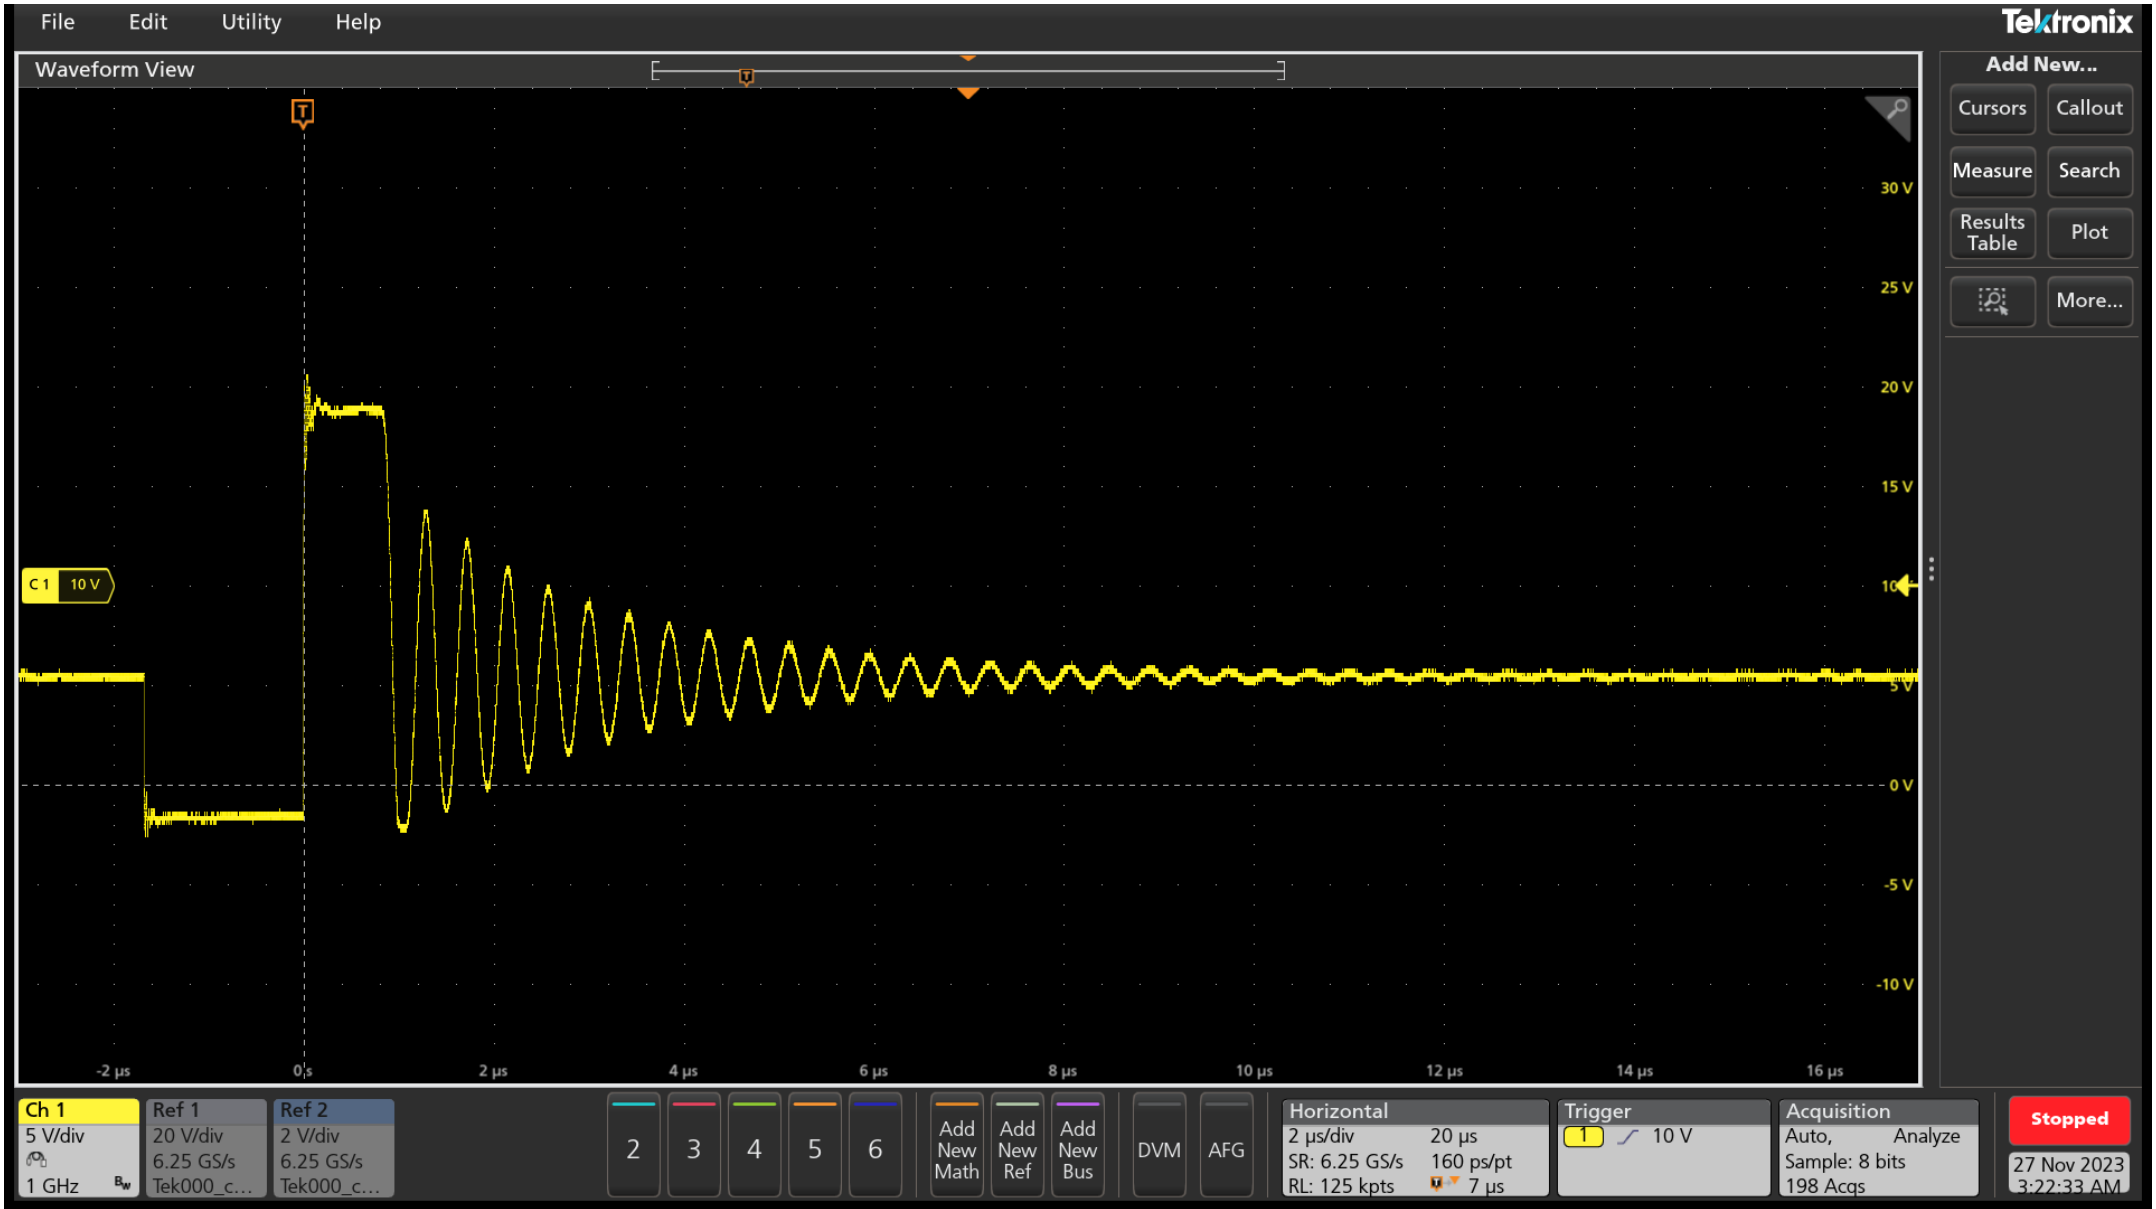 File Edit Utility Help
Tektronix
Waveform View
Add New...
Cursors Callout
Measure Search
Results
Table
Plot
More...
T
T
30 V
25 V
20 V
15 V
C 1 10 V
10
5 V
0 V
-5 V
-10 V
-2 µs 0 s 2 µs 4 µs 6 µs 8 µs 10 µs 12 µs 14 µs 16 µs
Ch 1
5 V/div
1 GHz Bw
Ref 1
20 V/div
6.25 GS/s
Tek000_c...
Ref 2
2 V/div
6.25 GS/s
Tek000_c...
2 3 4 5 6
Add
New
Math
Add
New
Ref
Add
New
Bus
DVM AFG
Horizontal
2 µs/div 20 µs
SR: 6.25 GS/s 160 ps/pt
RL: 125 kpts 7 µs
Trigger
1 10 V
Acquisition
Auto, Analyze
Sample: 8 bits
198 Acqs
Stopped
27 Nov 2023
3:22:33 AM